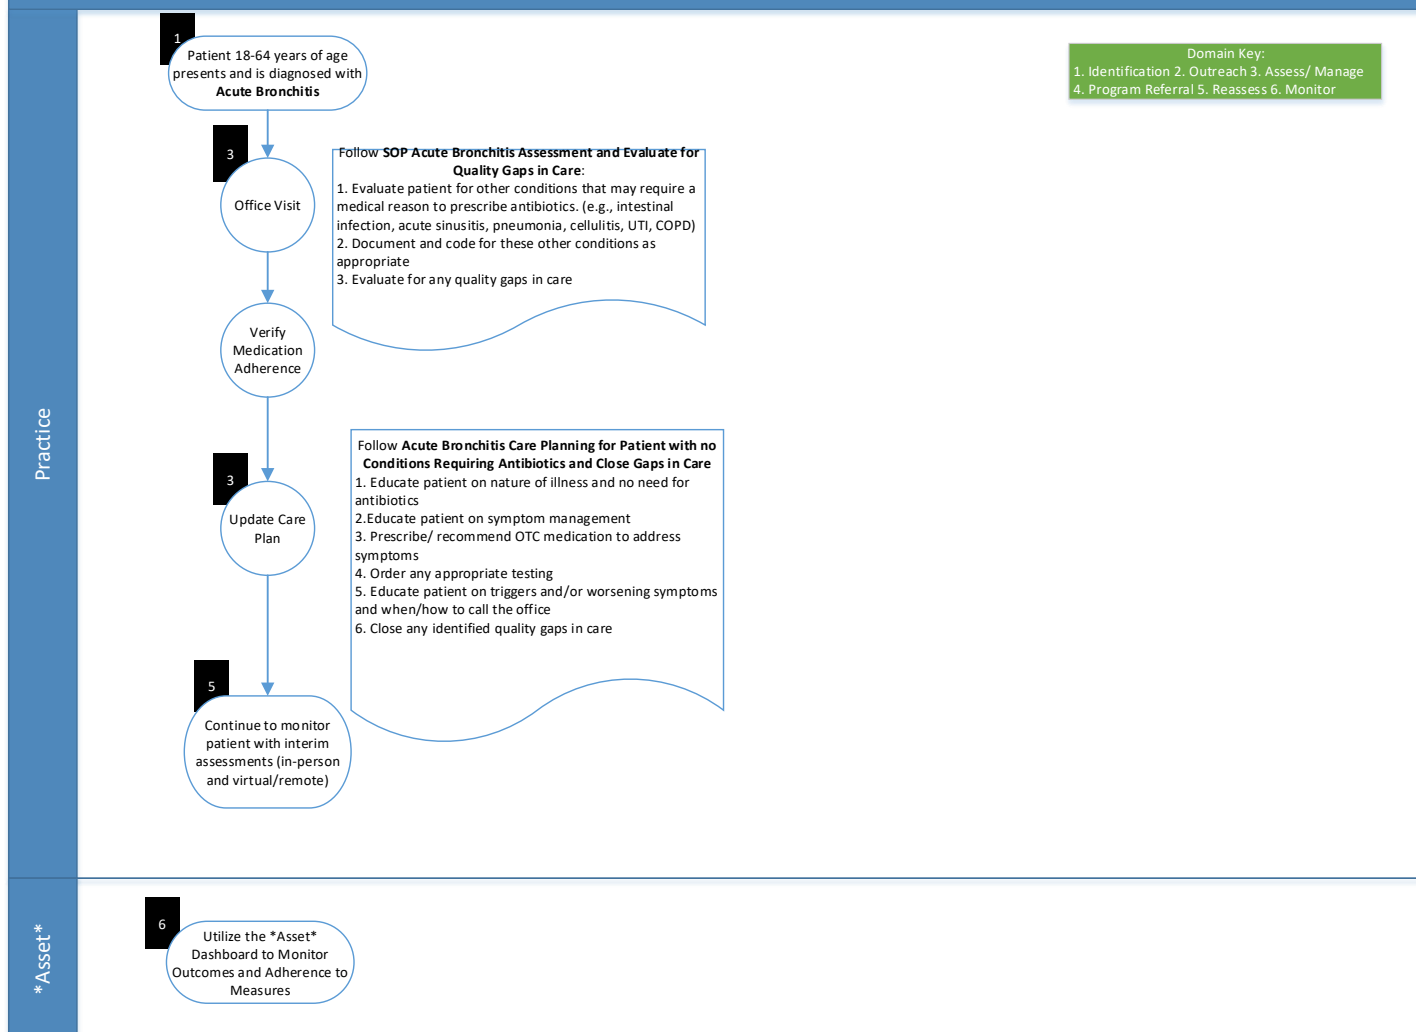 Practice
1
Patient 18-64 years of age
presents and is diagnosed with
Acute Bronchitis
Domain Key:
1. Identification 2. Outreach 3. Assess/ Manage
4. Program Referral 5. Reassess 6. Monitor
3
Office Visit
Follow SOP Acute Bronchitis Assessment and Evaluate for
Quality Gaps in Care:
1. Evaluate patient for other conditions that may require a
medical reason to prescribe antibiotics. (e.g., intestinal
infection, acute sinusitis, pneumonia, cellulitis, UTI, COPD)
2. Document and code for these other conditions as
appropriate
3. Evaluate for any quality gaps in care
Verify
Medication
Adherence
3
Update Care
Plan
Follow Acute Bronchitis Care Planning for Patient with no
Conditions Requiring Antibiotics and Close Gaps in Care
1. Educate patient on nature of illness and no need for
antibiotics
2.Educate patient on symptom management
3. Prescribe/ recommend OTC medication to address
symptoms
4. Order any appropriate testing
5. Educate patient on triggers and/or worsening symptoms
and when/how to call the office
6. Close any identified quality gaps in care
5
Continue to monitor
patient with interim
assessments (in-person
and virtual/remote)
*Asset*
6
Utilize the *Asset*
Dashboard to Monitor
Outcomes and Adherence to
Measures